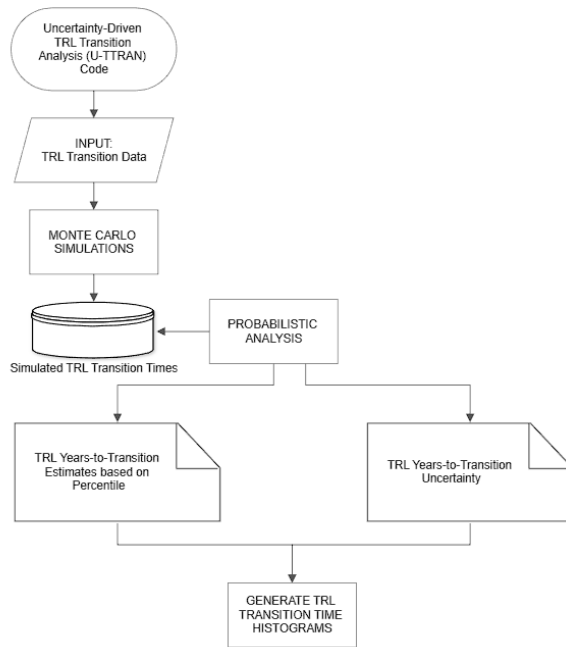 Uncertainty-Driven
TRL Transition
Analysis (U-TTRAN)
Code
INPUT:
TRL Transition Data
MONTE CARLO
SIMULATIONS
Simulated TRL Transition Times
PROBABILISTIC
ANALYSIS
TRL Years-to-Transition
Estimates based on
Percentile
TRL Years-to-Transition
Uncertainty
GENERATE TRL
TRANSITION TIME
HISTOGRAMS